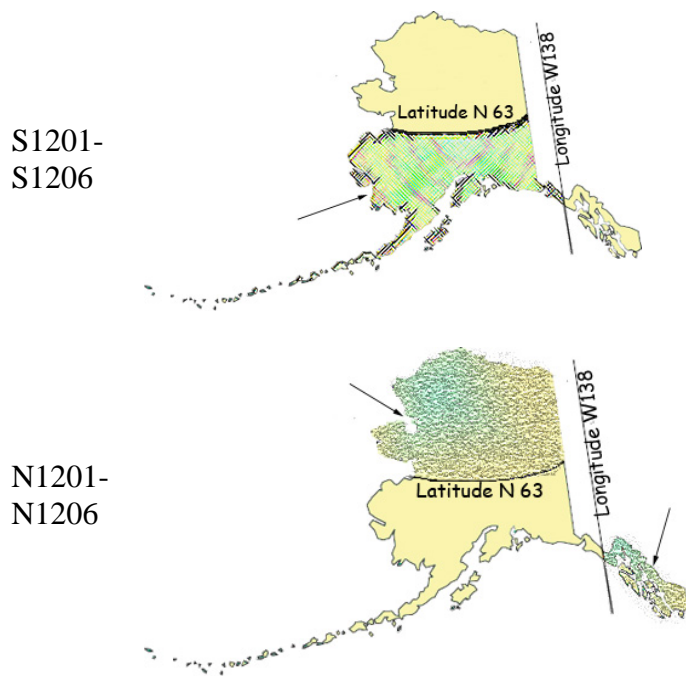 Latitude N 63
Longitude W138
S1201-
S1206
Latitude N 63
Longitude W138
N1201-
N1206